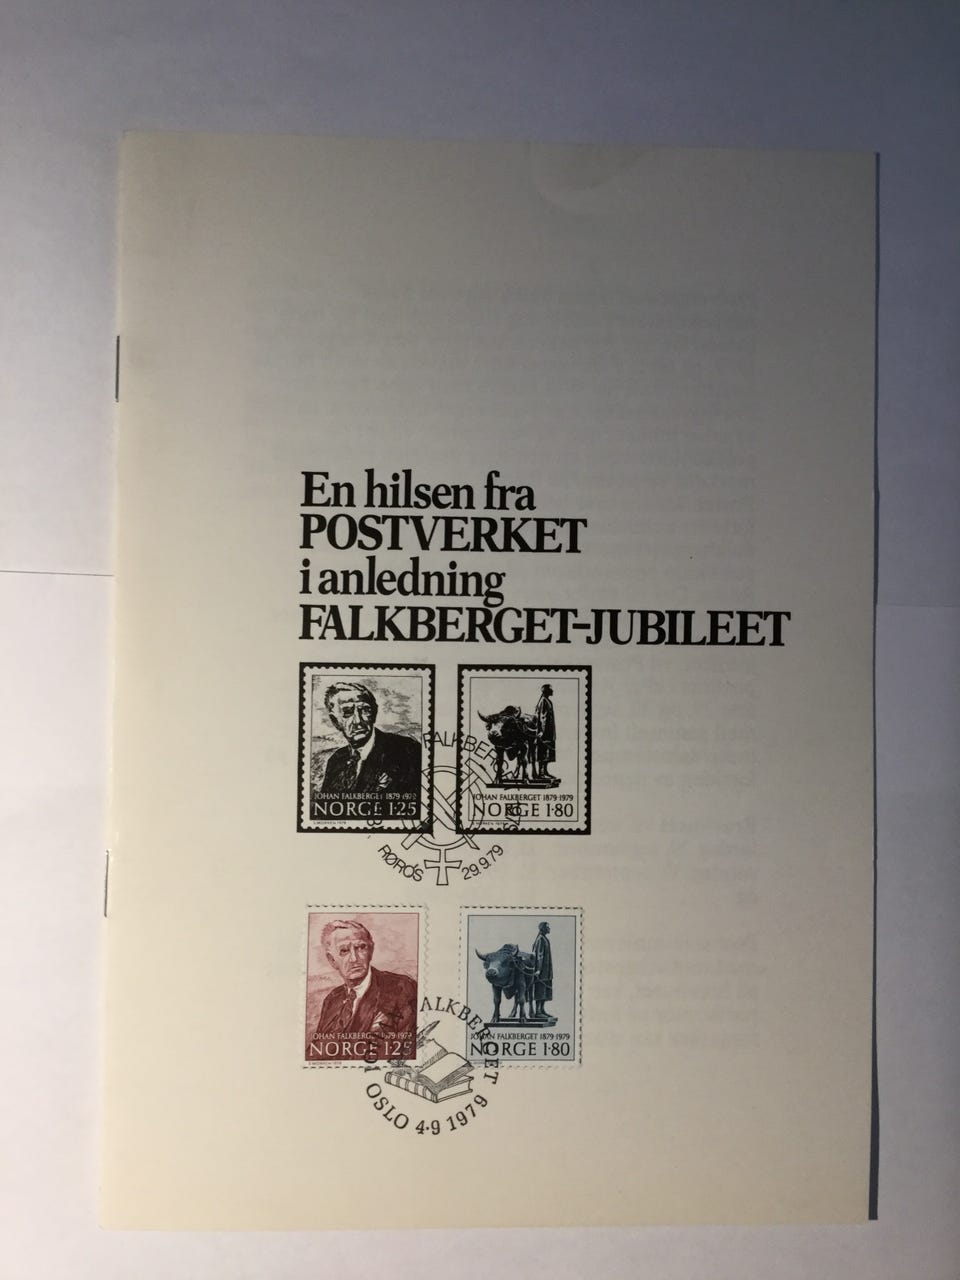 En hilsen fra
POSTVERKET
i anledning
FALKBERGET-JUBILEET
JOHAN FALKBERGET 1879-1979
NORGE 1·25
JOHAN FALKBERGET 1879-1979
NORGE 1·80
RØROS 29.9.79
JOHAN FALKBERGET 1879-1979
NORGE 1·25
JOHAN FALKBERGET 1879-1979
NORGE 1·80
JOHAN FALKBERGET
OSLO 4·9 1979